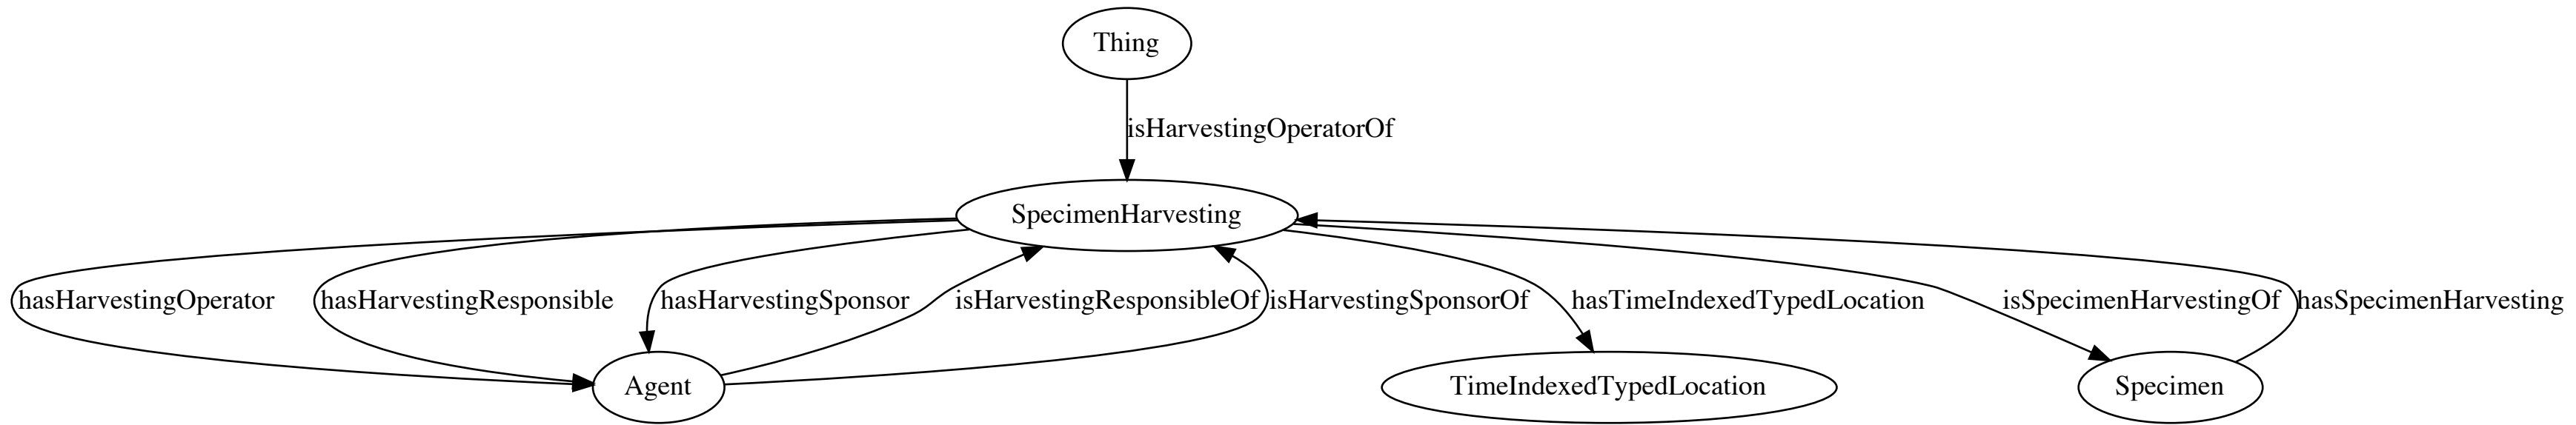 Thing
isHarvestingOperatorOf
SpecimenHarvesting
hasHarvestingOperator
hasHarvestingResponsible
hasHarvestingSponsor
isHarvestingResponsibleOf
isHarvestingSponsorOf
hasTimeIndexedTypedLocation
isSpecimenHarvestingOf
hasSpecimenHarvesting
Agent
TimeIndexedTypedLocation
Specimen